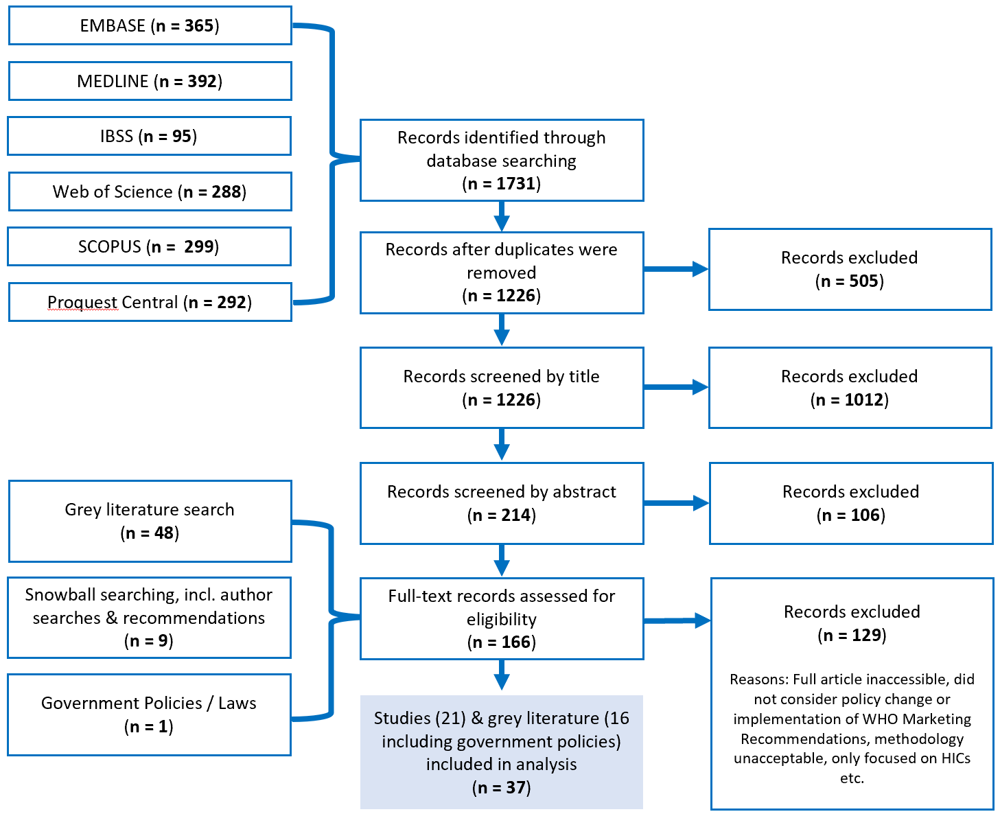 EMBASE (n = 365)
MEDLINE (n = 392)
IBSS (n = 95)
Web of Science (n = 288)
SCOPUS (n =  299)
Proquest Central (n = 292)
Records identified through
database searching
(n = 1731)
Records after duplicates were
removed
(n = 1226)
Records excluded
(n = 505)
Records screened by title
(n = 1226)
Records excluded
(n = 1012)
Records screened by abstract
(n = 214)
Records excluded
(n = 106)
Grey literature search
(n = 48)
Snowball searching, incl. author
searches & recommendations
(n = 9)
Government Policies / Laws
(n = 1)
Full-text records assessed for
eligibility
(n = 166)
Records excluded
(n = 129)
Reasons: Full article inaccessible, did
not consider policy change or
implementation of WHO Marketing
Recommendations, methodology
unacceptable, only focused on HICs
etc.
Studies (21) & grey literature (16
including government policies)
included in analysis
(n = 37)